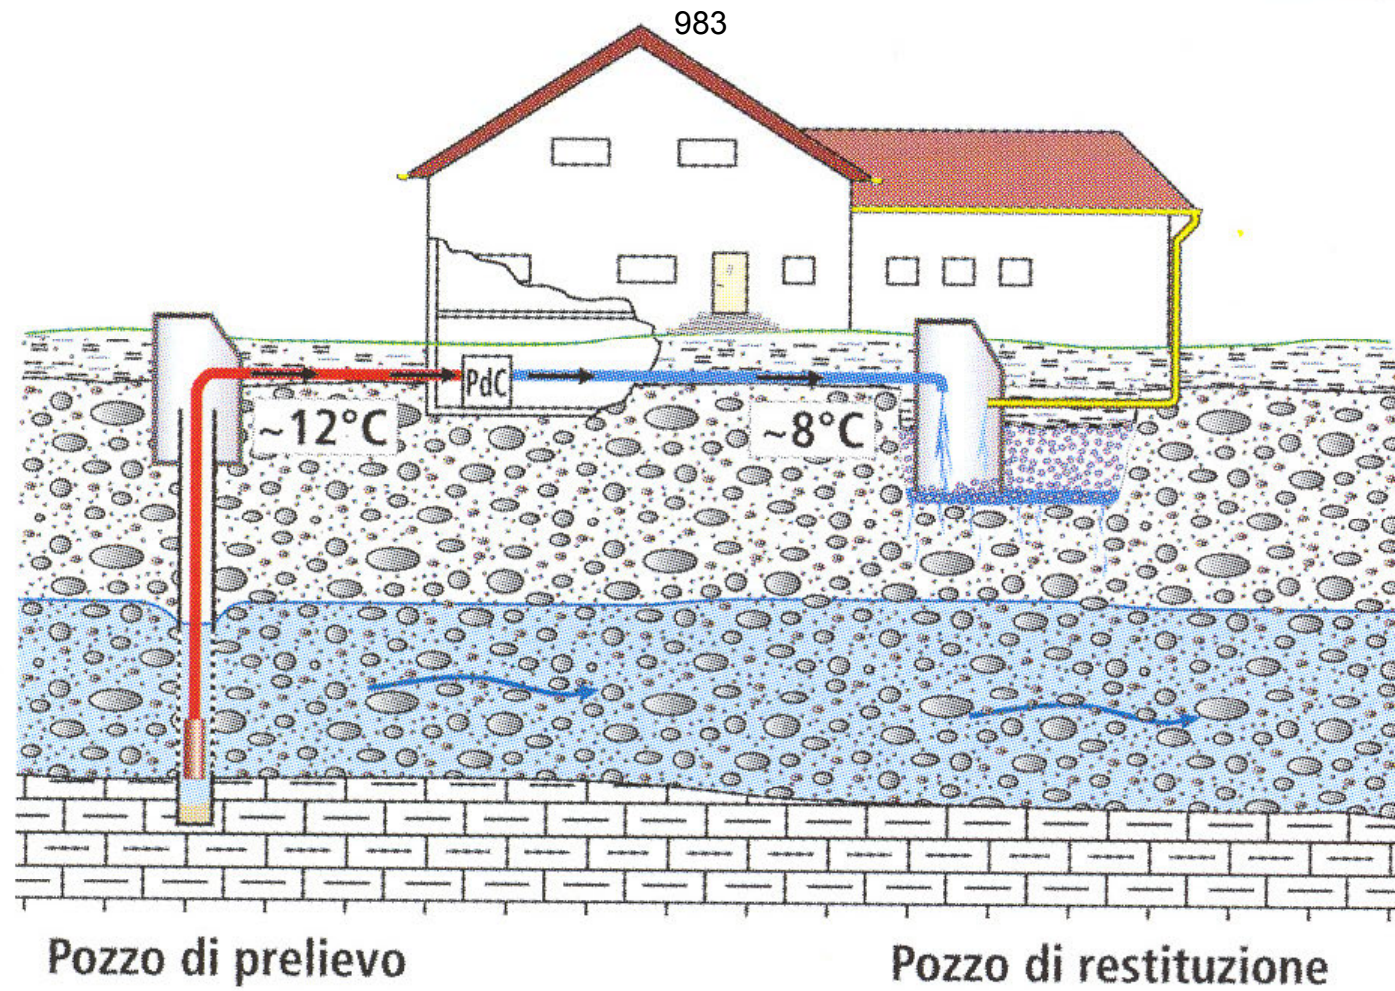 983
PdC
~12°C
~8°C
Pozzo di prelievo
Pozzo di restituzione